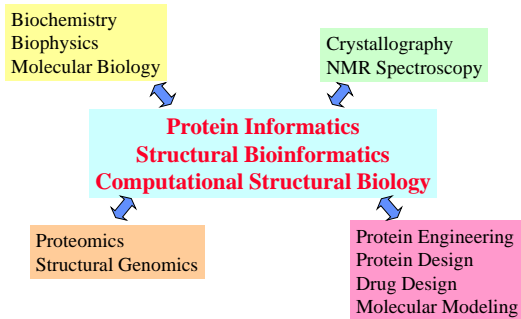 Biochemistry
Biophysics
Molecular Biology
Crystallography
NMR Spectroscopy
Protein Informatics
Structural Bioinformatics
Computational Structural Biology
Proteomics
Structural Genomics
Protein Engineering
Protein Design
Drug Design
Molecular Modeling